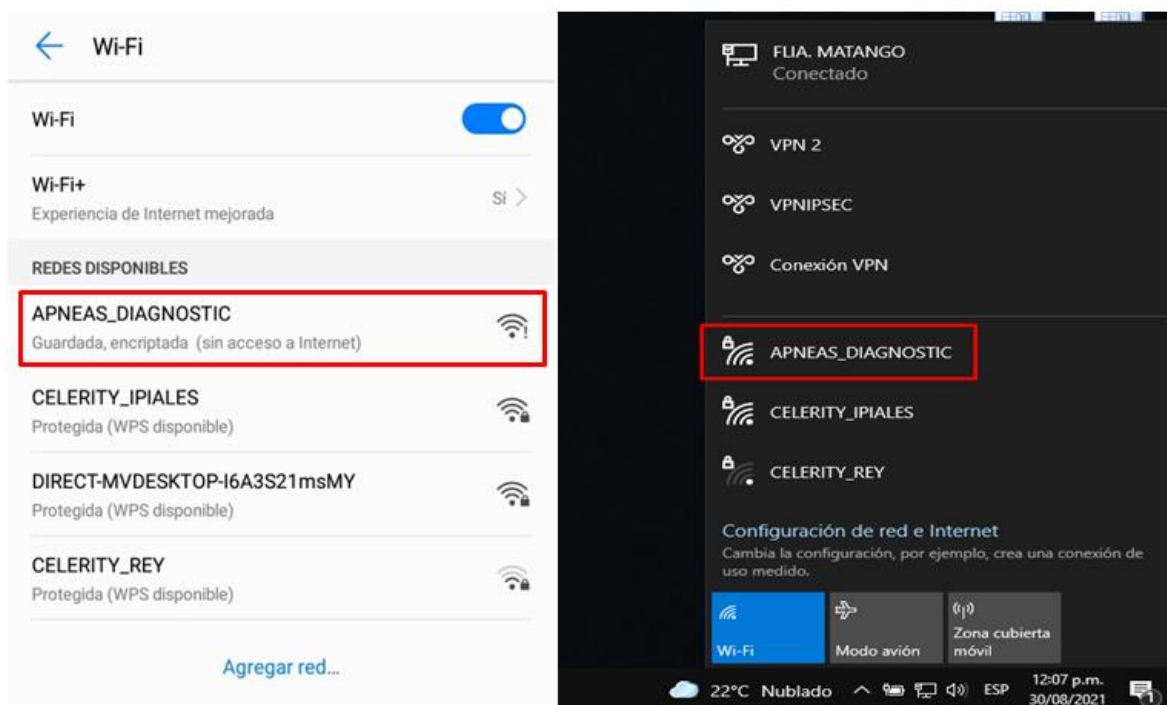 Wi-Fi
Wi-Fi
Wi-Fi+
Experiencia de Internet mejorada
Sí
REDES DISPONIBLES
APNEAS_DIAGNOSTIC
Guardada, encriptada (sin acceso a Internet)
CELERITY_IPIALES
Protegida (WPS disponible)
DIRECT-MVDESKTOP-I6A3S21msMY
Protegida (WPS disponible)
CELERITY_REY
Protegida (WPS disponible)
Agregar red...
FLIA. MATANGO
Conectado
VPN 2
VPNIPSEC
Conexión VPN
APNEAS_DIAGNOSTIC
CELERITY_IPIALES
CELERITY_REY
Configuración de red e Internet
Cambia la configuración, por ejemplo, crea una conexión de
uso medido.
Wi-Fi
Modo avión
Zona cubierta
móvil
22°C Nublado
ESP
12:07 p.m.
30/08/2021
1